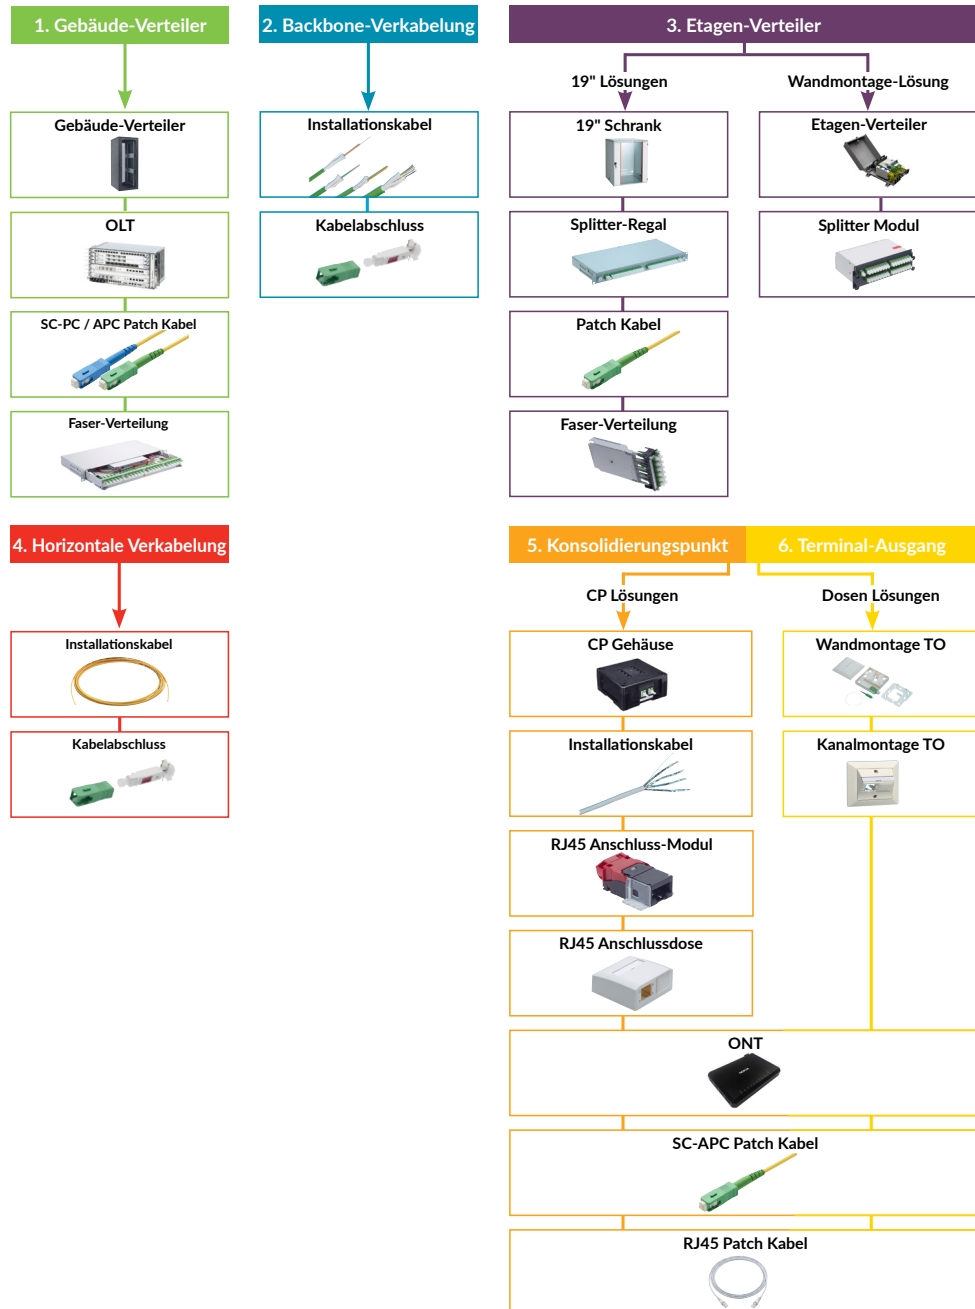 1. Gebäude-Verteiler
Gebäude-Verteiler
OLT
SC-PC / APC Patch Kabel
Faser-Verteilung
2. Backbone-Verkabelung
Installationskabel
Kabelabschluss
3. Etagen-Verteiler
19" Lösungen
19" Schrank
Splitter-Regal
Patch Kabel
Faser-Verteilung
Wandmontage-Lösung
Etagen-Verteiler
Splitter Modul
4. Horizontale Verkabelung
Installationskabel
Kabelabschluss
5. Konsolidierungspunkt
CP Lösungen
CP Gehäuse
Installationskabel
RJ45 Anschluss-Modul
RJ45 Anschlussdose
6. Terminal-Ausgang
Dosen Lösungen
Wandmontage TO
Kanalmontage TO
ONT
SC-APC Patch Kabel
RJ45 Patch Kabel